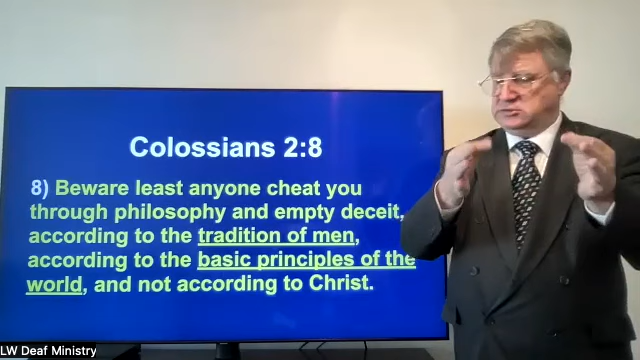 Colossians 2:8
8) Beware least anyone cheat you
through philosophy and empty deceit,
according to the tradition of men,
according to the basic principles of the
world, and not according to Christ.
LW Deaf Ministry